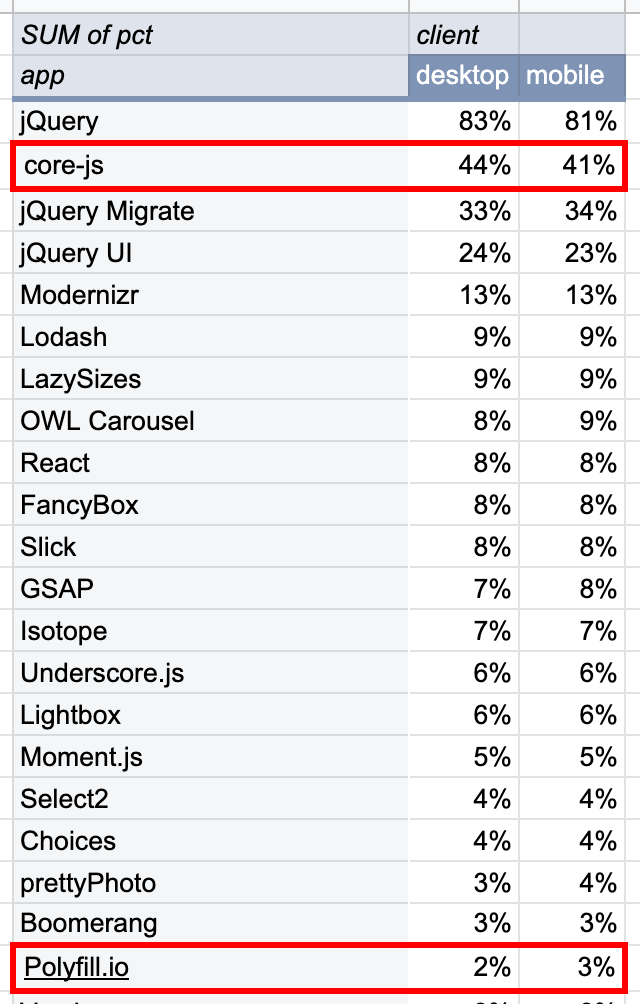 SUM of pct client
app desktop mobile
jQuery 83% 81%
core-js 44% 41%
jQuery Migrate 33% 34%
jQuery UI 24% 23%
Modernizr 13% 13%
Lodash 9% 9%
LazySizes 9% 9%
OWL Carousel 8% 9%
React 8% 8%
FancyBox 8% 8%
Slick 8% 8%
GSAP 7% 8%
Isotope 7% 7%
Underscore.js 6% 6%
Lightbox 6% 6%
Moment.js 5% 5%
Select2 4% 4%
Choices 4% 4%
prettyPhoto 3% 4%
Boomerang 3% 3%
Polyfill.io 2% 3%